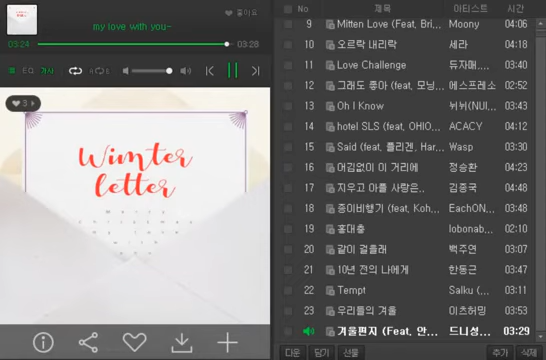 좋아요
my love with you~
03:24
03:28
EQ 가사
3
Wimter
letter
No 제목 아티스트 시간
9 Mitten Love (Feat, Bri... Moony 04:06
10 오르락 내리락 세라 04:18
11 Love Challenge 듀자매.... 03:40
12 그래도 좋아 (feat, 모닝... 에스프레소 02:52
13 Oh I Know 뉘뉘(NUI... 03:43
14 hotel SLS (feat, OHIO... ACACY 04:12
15 Said (feat, 플리겐, Har... Wasp 03:30
16 어김없이 이 거리에 정승환 04:23
17 지우고 아플 사랑은.. 김종국 04:48
18 종이비행기 (feat, Koh... EachON... 03:48
19 홍대출 lobonab... 02:10
20 같이 걸을래 백주연 03:07
21 10년 전의 나에게 한동근 03:47
22 Tempt Salku (... 03:11
23 우리들의 겨울 이츠허밍 03:53
겨울편지 (Feat, 안... 드니성... 03:29
다운 담기 선물 추가 삭제